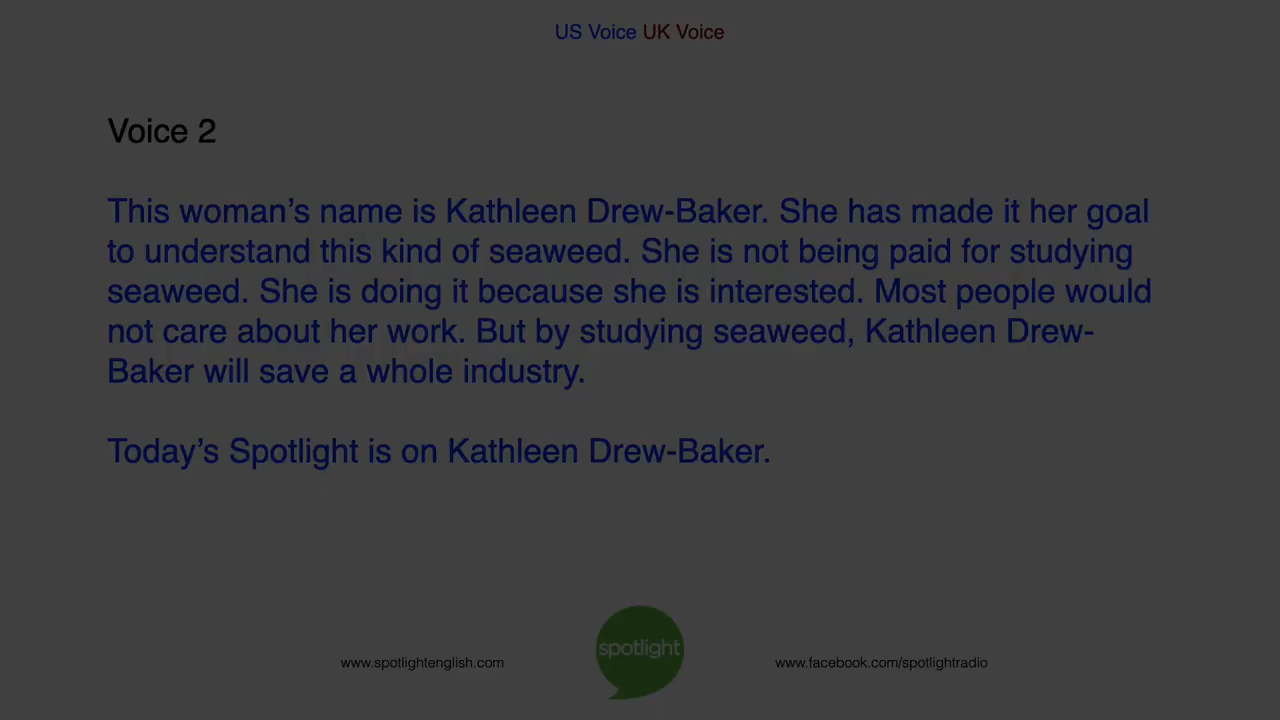 US Voice UK Voice
Voice 2
This woman’s name is Kathleen Drew-Baker. She has made it her goal
to understand this kind of seaweed. She is not being paid for studying
seaweed. She is doing it because she is interested. Most people would
not care about her work. But by studying seaweed, Kathleen Drew-
Baker will save a whole industry.
Today’s Spotlight is on Kathleen Drew-Baker.
spotlight
www.spotlightenglish.com
www.facebook.com/spotlightradio